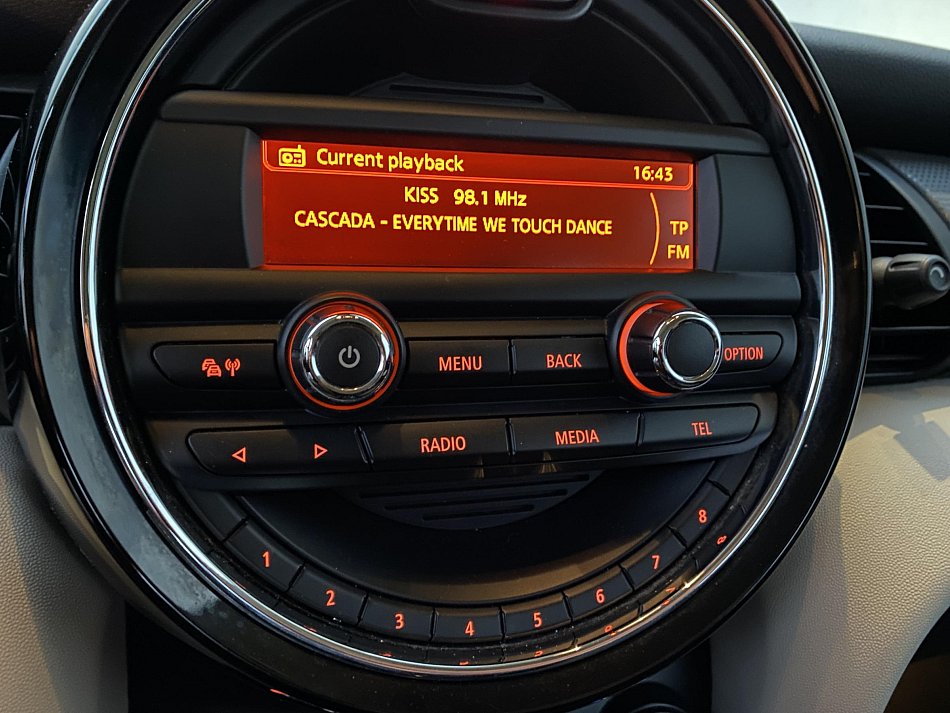 Current playback 16:43
KISS 98.1 MHz
CASCADA - EVERYTIME WE TOUCH DANCE
TP
FM
MENU BACK OPTION
RADIO MEDIA TEL
1 2 3 4 5 6 7 8